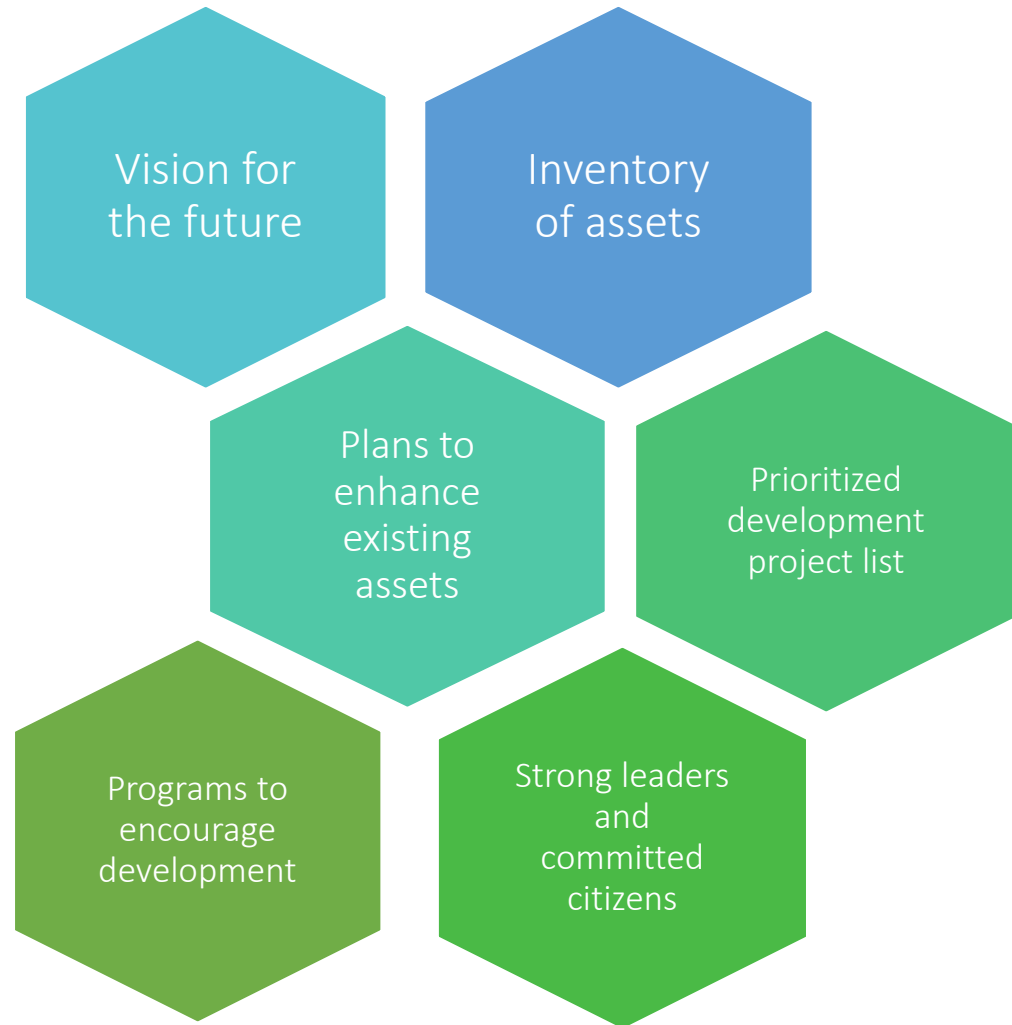 Vision for
the future
Inventory
of assets
Plans to
enhance
existing
assets
Prioritized
development
project list
Programs to
encourage
development
Strong leaders
and
committed
citizens